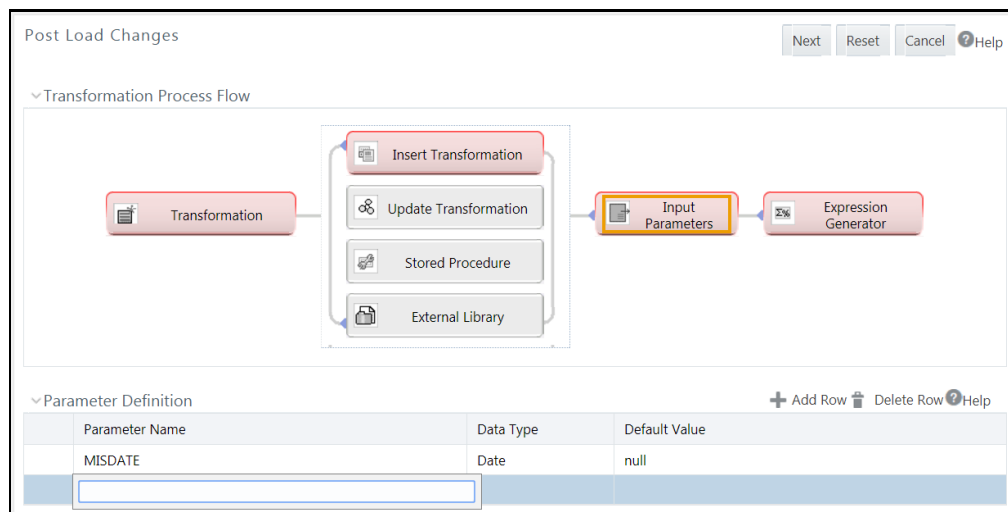 Post Load Changes
Next Reset Cancel ?Help
Transformation Process Flow
Insert Transformation
Update Transformation
Stored Procedure
External Library
Transformation
Input
Parameters
Σ%
Expression
Generator
Parameter Definition
Add Row Delete Row ?Help
Parameter Name Data Type Default Value
MISDATE Date null